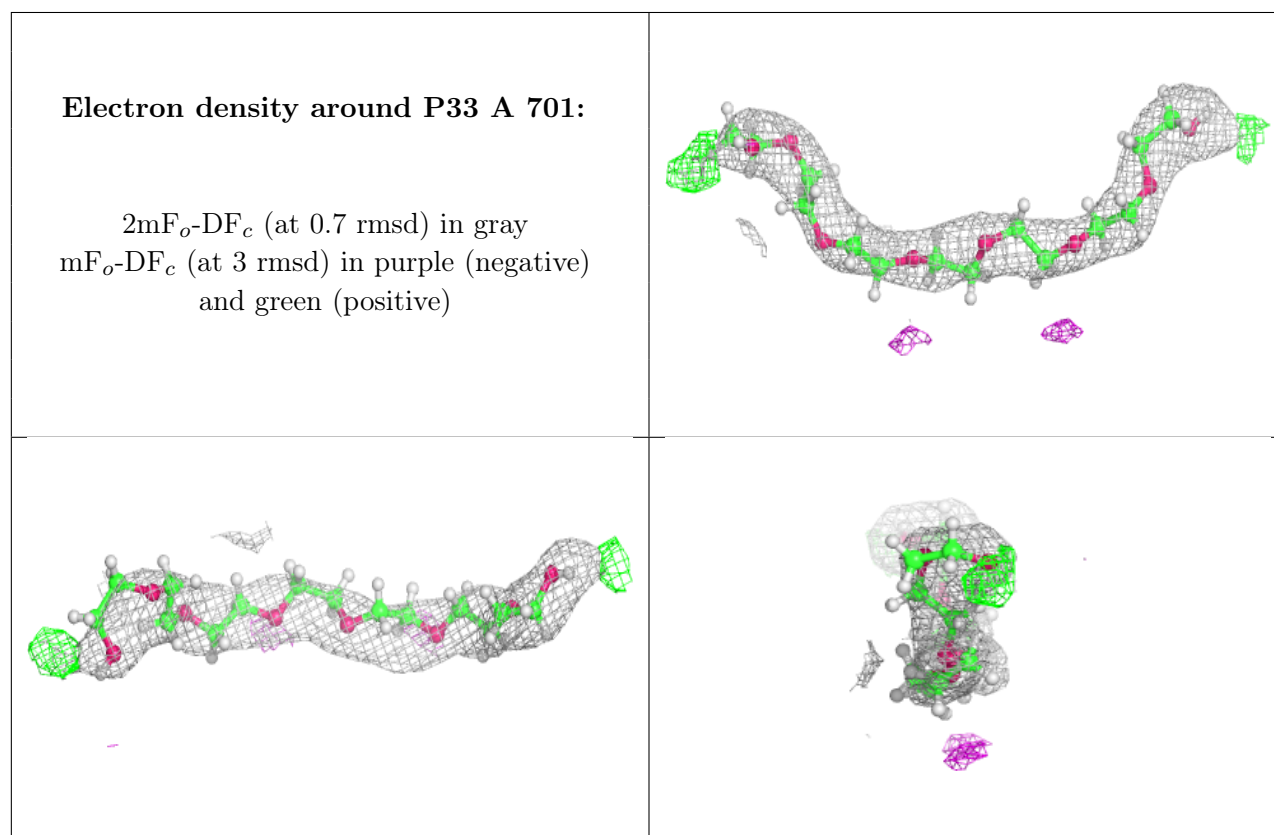 Electron density around P33 A 701:
2mFo-DFc (at 0.7 rmsd) in gray
mFo-DFc (at 3 rmsd) in purple (negative)
and green (positive)